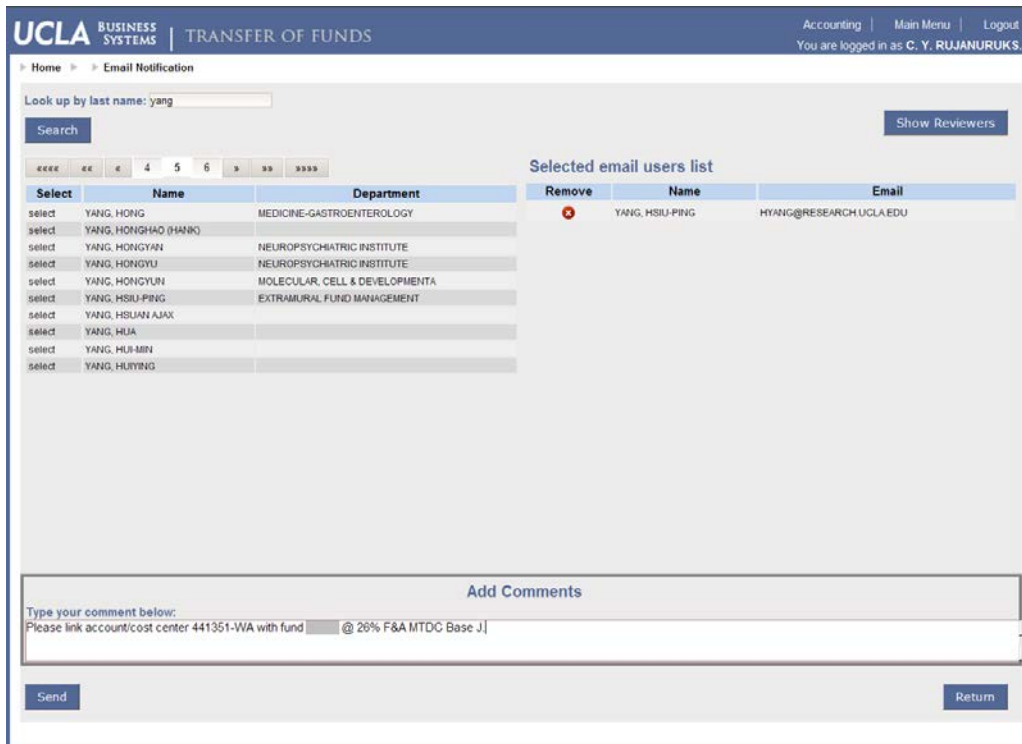 UCLA BUSINESS SYSTEMS | TRANSFER OF FUNDS
Accounting | Main Menu | Logout
You are logged in as C. Y. RUJANURUKS.
Home Email Notification
Look up by last name: yang
Search
Show Reviewers
«««« «« « 4 5 6 » »» »»»»
Selected email users list
Select Name Department
Remove Name Email
select YANG, HONG MEDICINE-GASTROENTEROLOGY
YANG, HSIU-PING HYANG@RESEARCH.UCLA.EDU
select YANG, HONGHAO (HANK)
select YANG, HONGYAN NEUROPSYCHIATRIC INSTITUTE
select YANG, HONGYU NEUROPSYCHIATRIC INSTITUTE
select YANG, HONGYUN MOLECULAR, CELL & DEVELOPMENTA
select YANG, HSIU-PING EXTRAMURAL FUND MANAGEMENT
select YANG, HSUAN AJAX
select YANG, HUA
select YANG, HUI-MIN
select YANG, HUIYING
Add Comments
Type your comment below:
Please link account/cost center 441351-WA with fund @ 26% F&A MTDC Base J.
Send
Return